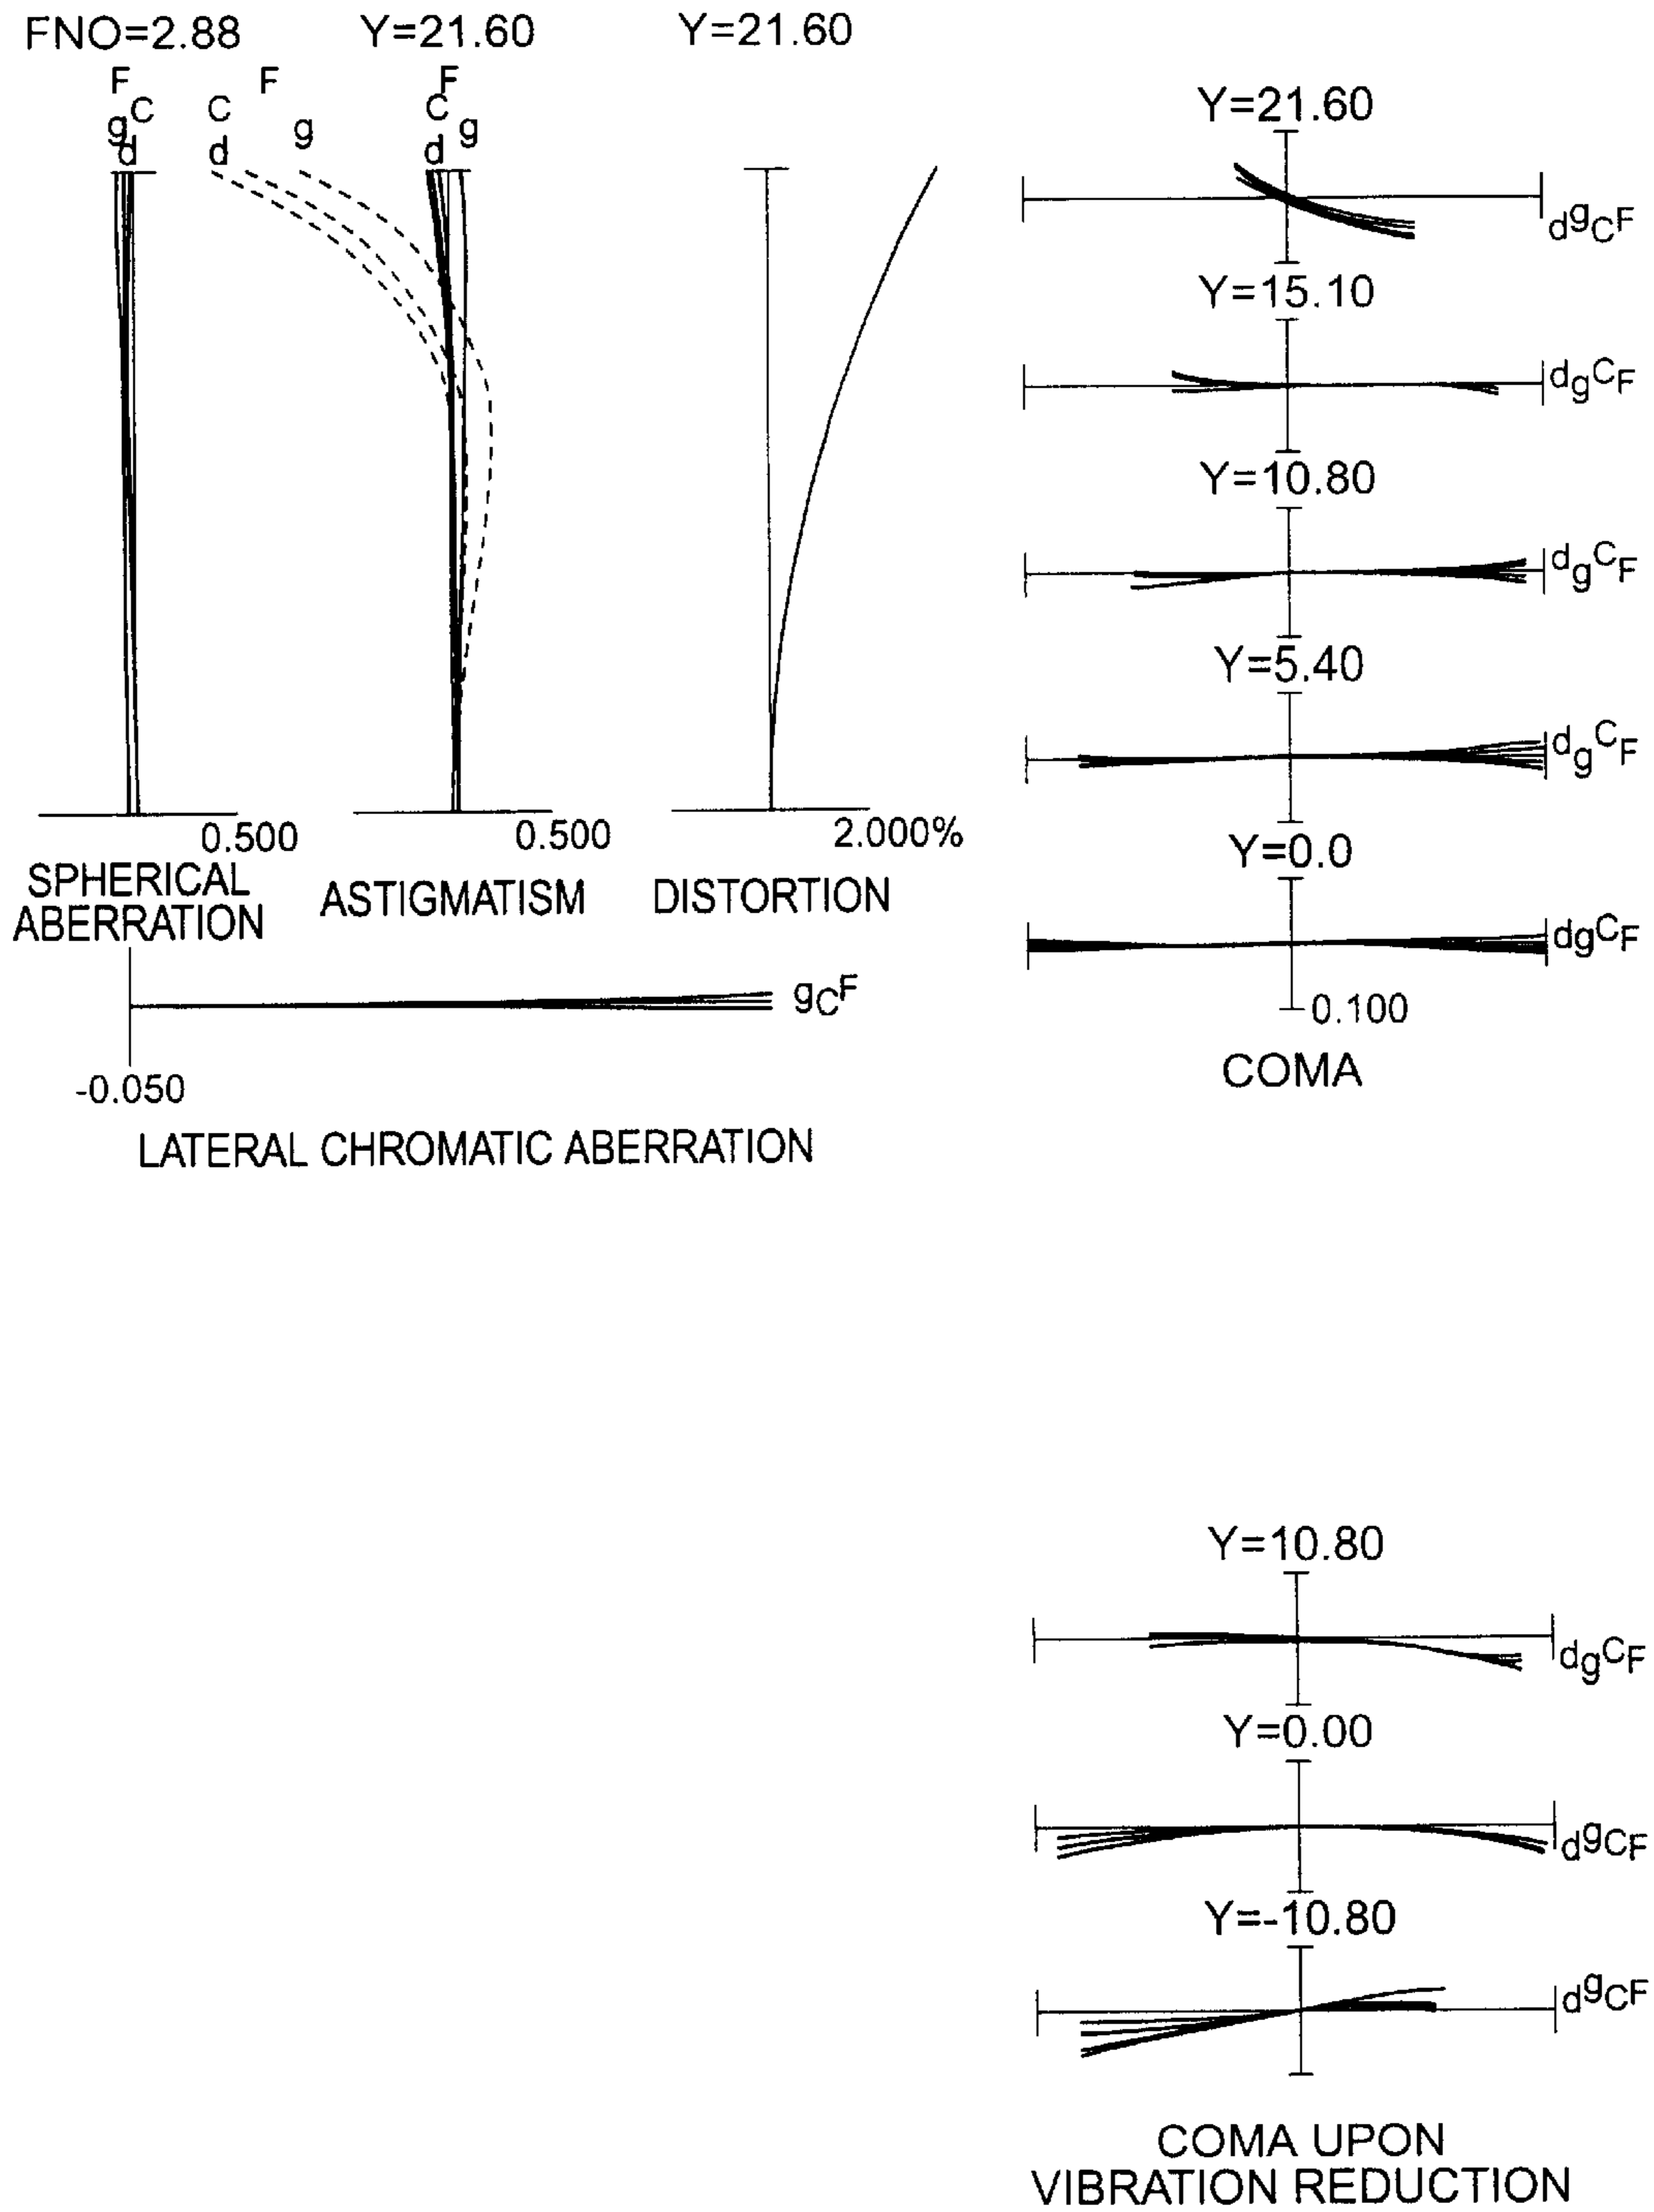 FNO=2.88
F
g C
d
C F
d g
Y=21.60
F
C g
d
Y=21.60
0.500
SPHERICAL
ABERRATION
0.500
ASTIGMATISM
2.000%
DISTORTION
gCF
-0.050
LATERAL CHROMATIC ABERRATION
Y=21.60
dgCF
Y=15.10
dgCF
Y=10.80
dgCF
Y=5.40
dgCF
Y=0.0
dgCF
0.100
COMA
Y=10.80
dgCF
Y=0.00
dgCF
Y=-10.80
dgCF
COMA UPON
VIBRATION REDUCTION